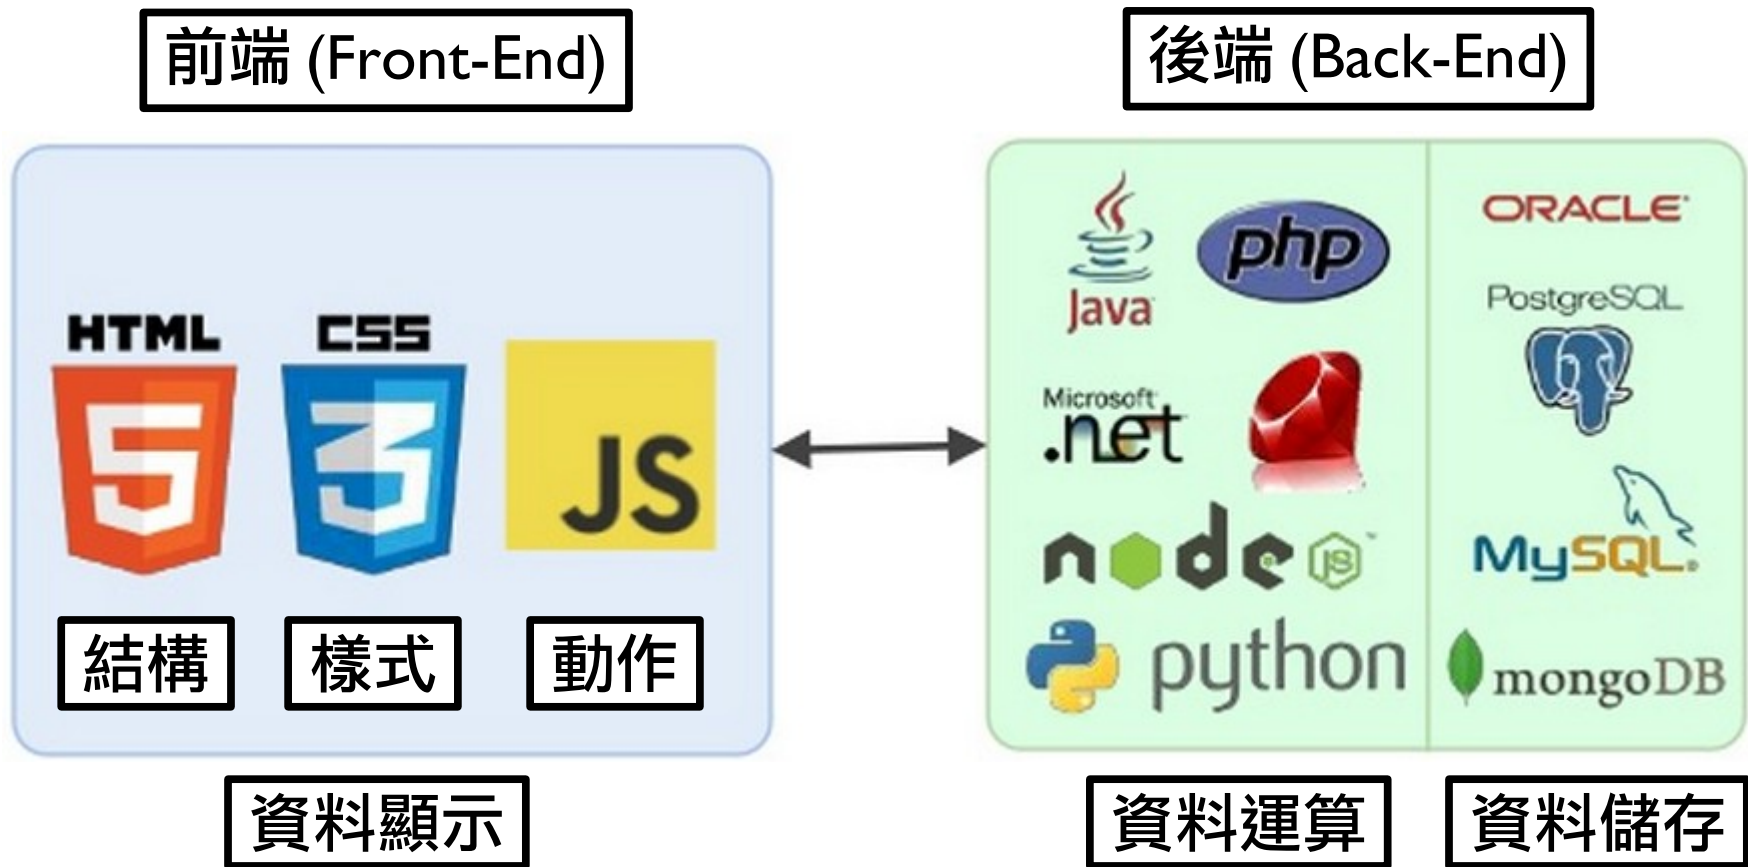 前端 (Front-End)
後端 (Back-End)
HTML
5
CSS
3
JS
結構
樣式
動作
資料顯示
Java
php
Microsoft
.net
node JS
python
ORACLE
PostgreSQL
MySQL
mongoDB
資料運算
資料儲存